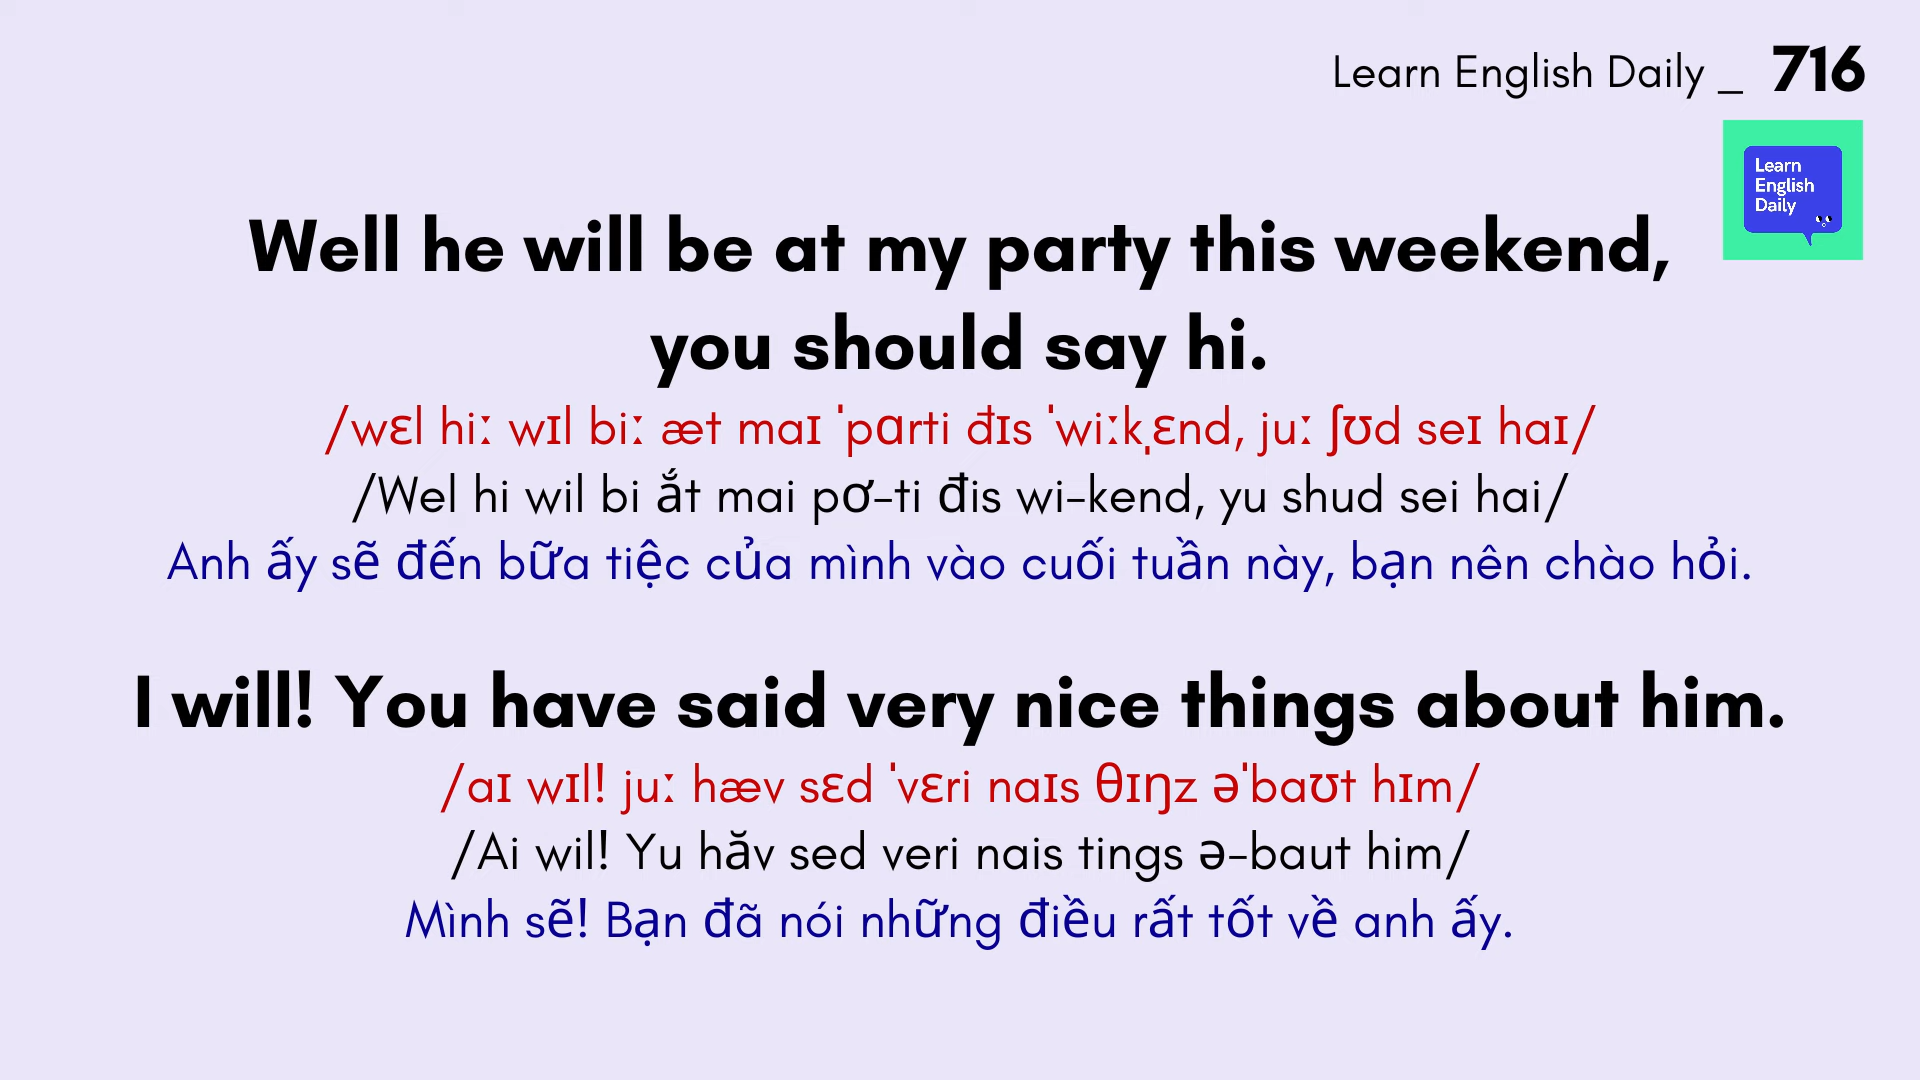 Learn English Daily _ 716
Learn
English
Daily
Well he will be at my party this weekend,
you should say hi.
/wɛl hiː wɪl biː æt maɪ ˈpɑrti đɪs ˈwiːkˌɛnd, juː ʃʊd seɪ haɪ/
/Wel hi wil bi ắt mai pơ-ti đis wi-kend, yu shud sei hai/
Anh ấy sẽ đến bữa tiệc của mình vào cuối tuần này, bạn nên chào hỏi.
I will! You have said very nice things about him.
/aɪ wɪl! juː hæv sɛd ˈvɛri naɪs θɪŋz əˈbaʊt hɪm/
/Ai wil! Yu hăv sed veri nais tings ə-baut him/
Mình sẽ! Bạn đã nói những điều rất tốt về anh ấy.